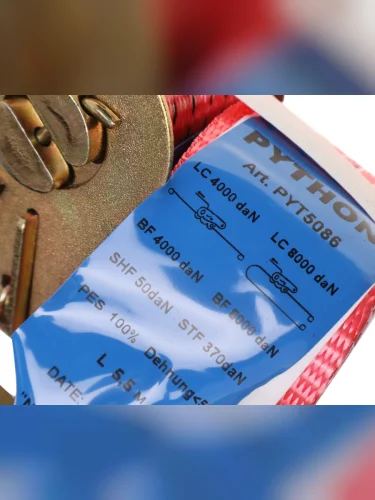 PYTHON
Art. PYT5086
LC 4000 daN
LC 8000 daN
BF 4000 daN
BF 8000 daN
SHF 50daN
STF 370daN
PES 100%
Dehnung<
L 5,5 M
DATE: